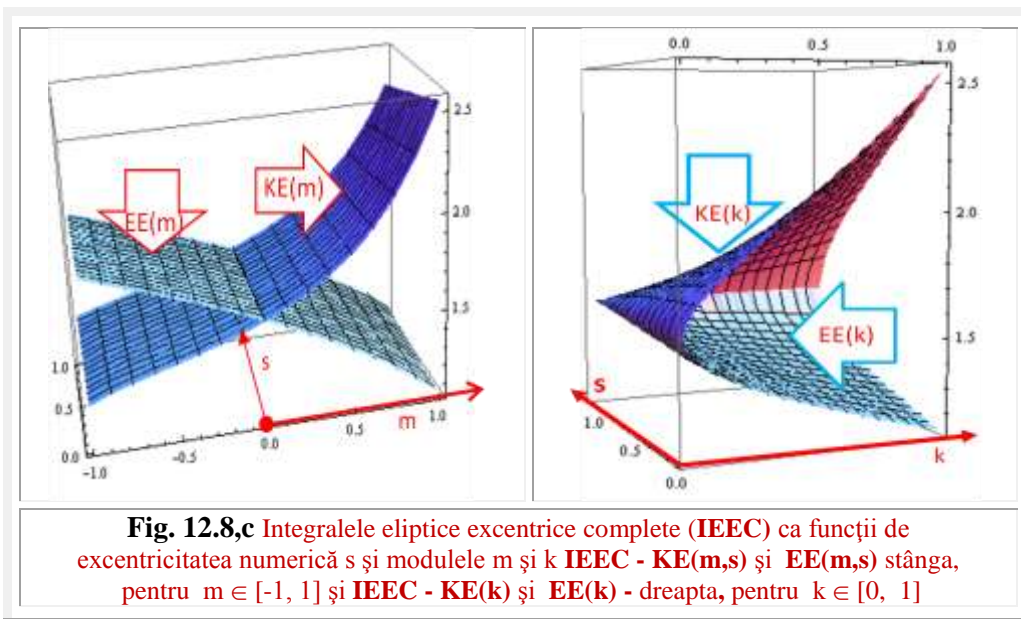 EE(m)
KE(m)
2.5
2.0
1.5
1.0
0.5
0.0
-1.0
-0.5
0.0
0.5
1.0
s
m
0.0
0.5
1.0
2.5
2.0
1.5
KE(k)
EE(k)
S
1.0
0.5
0.0
k
Fig. 12.8,c Integralele eliptice excentrice complete (IEEC) ca funcţii de
excentricitatea numerică s şi modulele m şi k IEEC - KE(m,s) şi EE(m,s) stânga,
pentru m ∈ [-1, 1] şi IEEC - KE(k) şi EE(k) - dreapta, pentru k ∈ [0, 1]